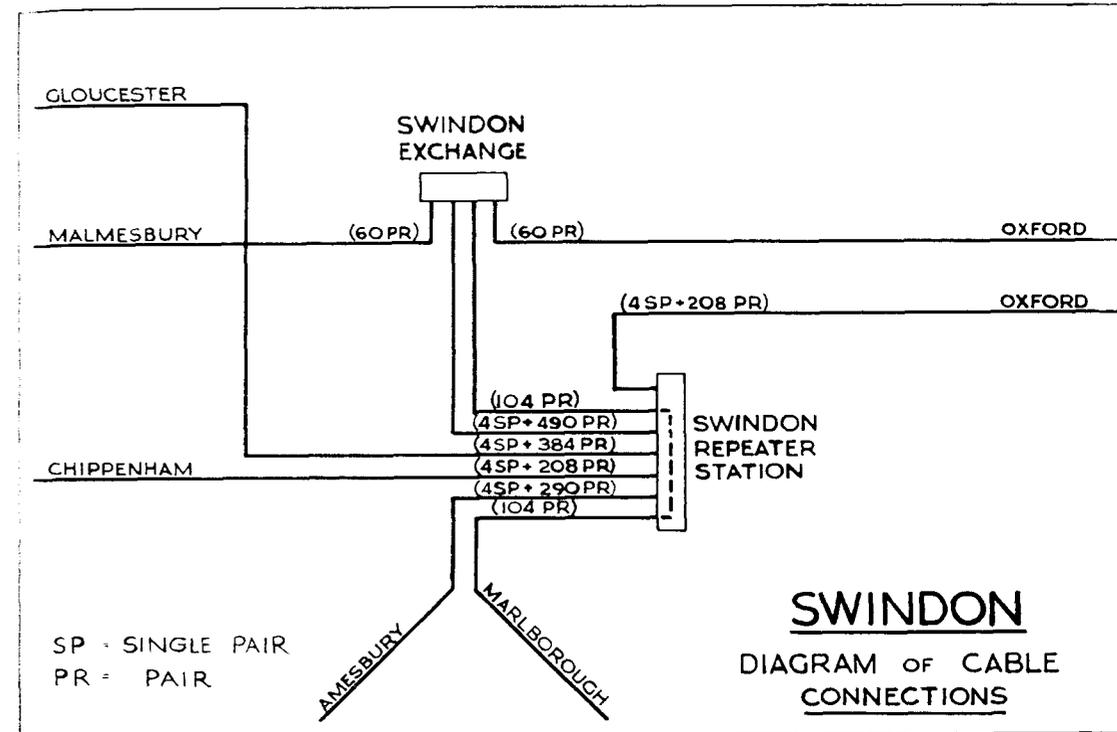 GLOUCESTER
SWINDON
EXCHANGE
MALMESBURY
(60 PR)
(60 PR)
OXFORD
(4 SP+208 PR)
OXFORD
(104 PR)
(4 SP+490 PR)
(4 SP+384 PR)
(4 SP+208 PR)
(4 SP+290 PR)
(104 PR)
SWINDON
REPEATER
STATION
CHIPPENHAM
AMESBURY
MARLBOROUGH
SP = SINGLE PAIR
PR = PAIR
SWINDON
DIAGRAM OF CABLE
CONNECTIONS